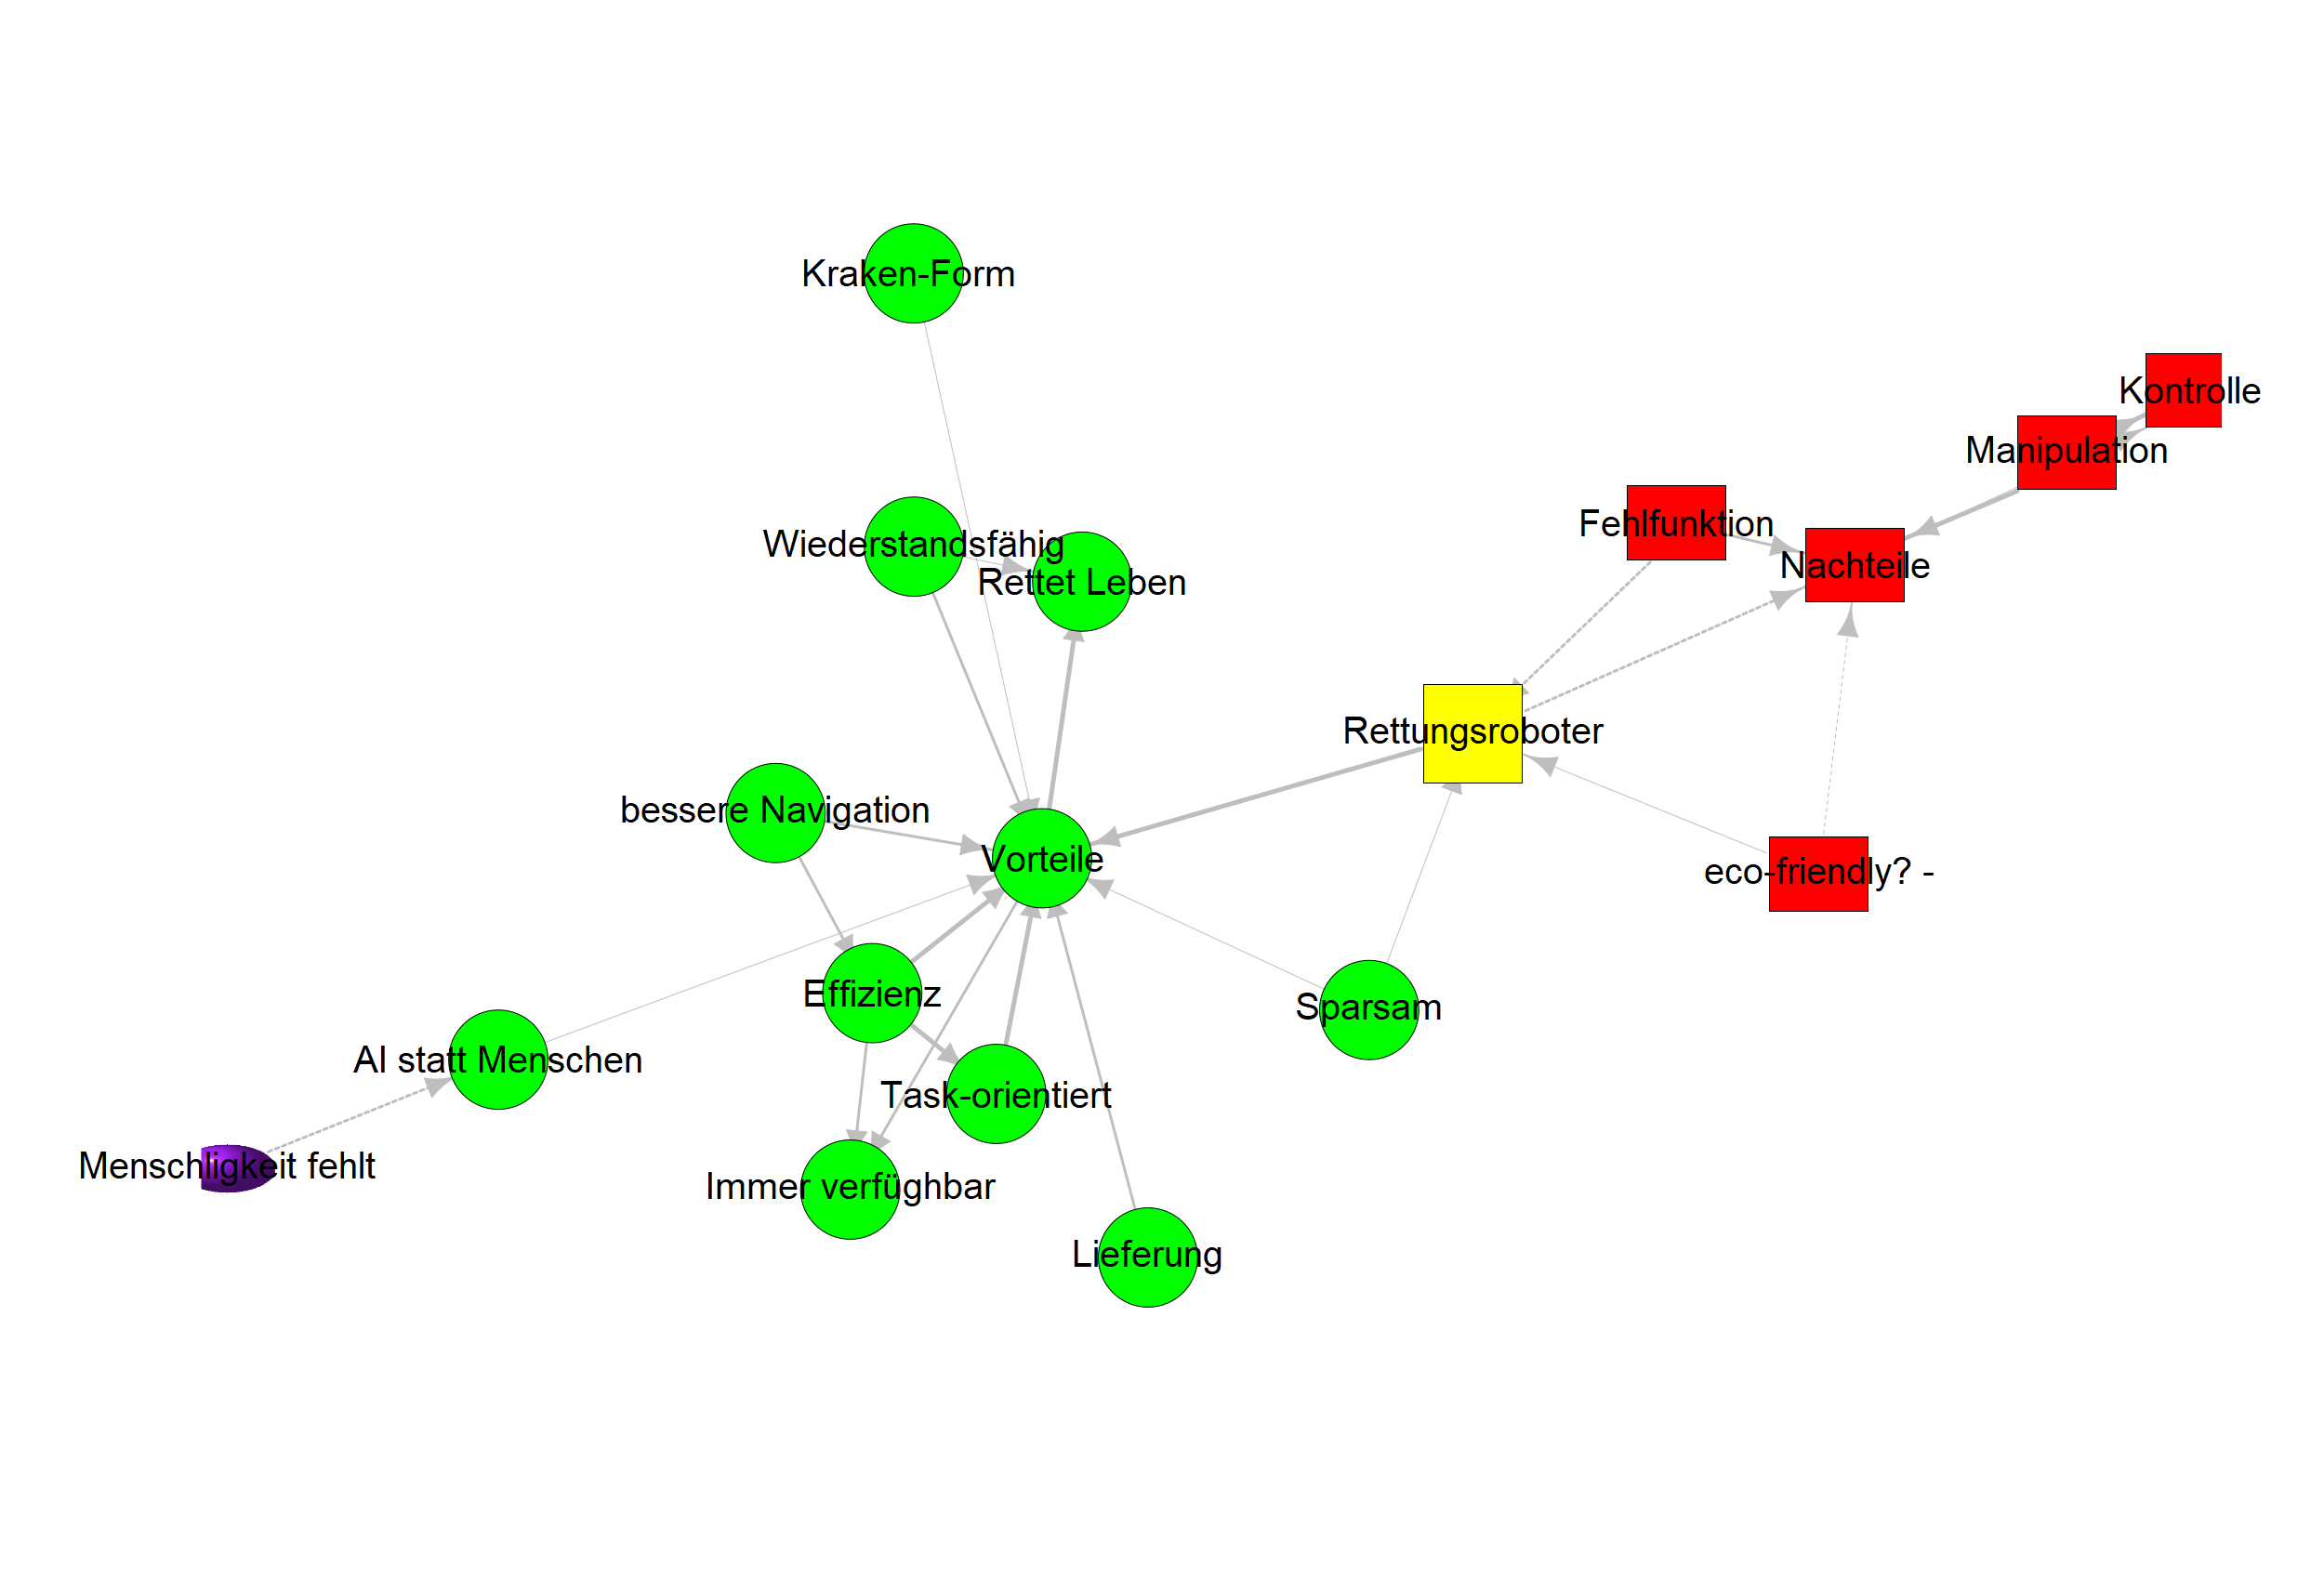 Kraken-Form
Kontrolle
Manipulation
Fehlfunktion
Wiederstandsfähig
Nachteile
Rettet Leben
Rettungsroboter
bessere Navigation
Vorteile
eco-friendly? -
Effizienz
Sparsam
AI statt Menschen
Task-orientiert
Menschligkeit fehlt
Immer verfüghbar
Lieferung